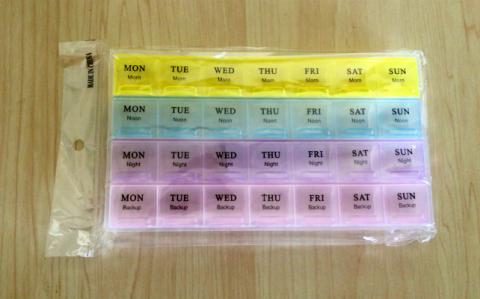 MADE IN CHINA
MON TUE WED THU FRI SAT SUN
Morn Morn Morn Morn Morn Morn Morn
MON TUE WED THU FRI SAT SUN
Noon Noon Noon Noon Noon Noon Noon
MON TUE WED THU FRI SAT SUN
Night Night Night Night Night Night Night
MON TUE WED THU FRI SAT SUN
Backup Backup Backup Backup Backup Backup Backup